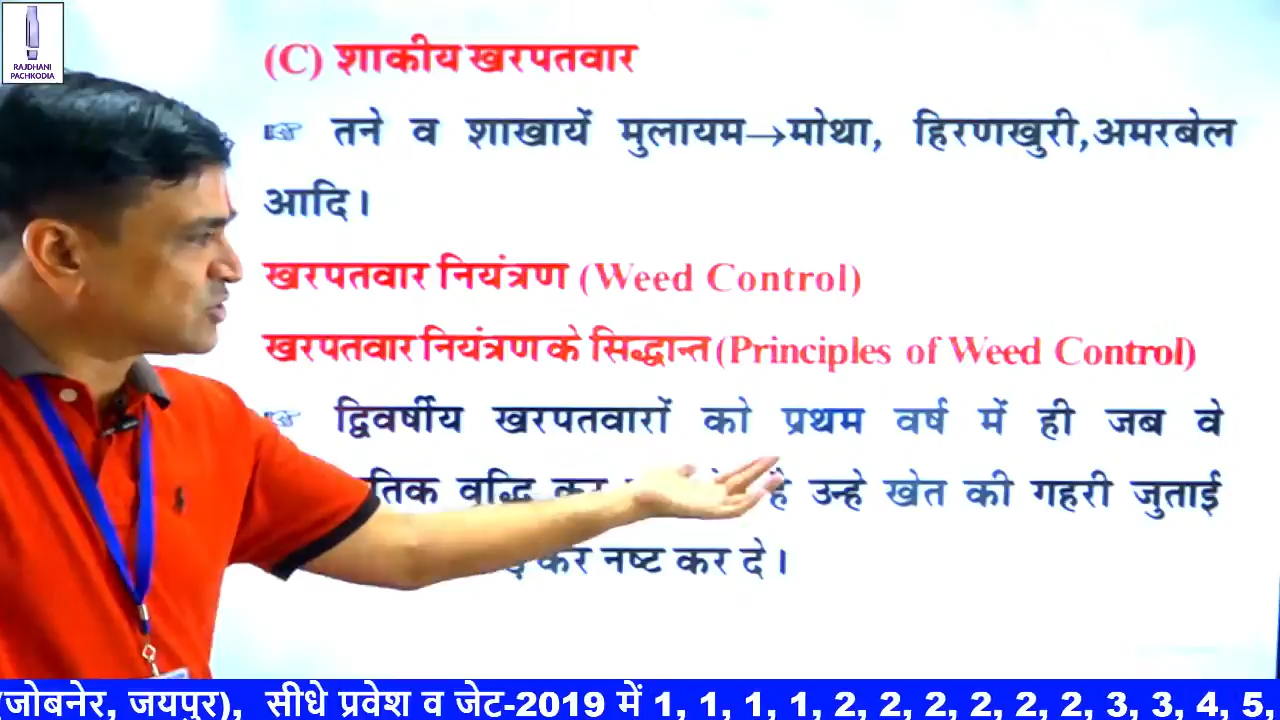 RAJDHANI
PACHKODIA
(C) शाकीय खरपतवार
☞ तने व शाखायें मुलायम→मोथा, हिरणखुरी,अमरबेल
आदि।
खरपतवार नियंत्रण (Weed Control)
खरपतवार नियंत्रण के सिद्धान्त (Principles of Weed Control)
☞ द्विवर्षीय खरपतवारों को प्रथम वर्ष में ही जब वे
वृद्धि उन्हे खेत की गहरी जुताई
कर नष्ट कर दे।
(जोबनेर, जयपुर), सीधे प्रवेश व जेट-2019 में 1, 1, 1, 1, 2, 2, 2, 2, 2, 2, 3, 3, 4, 5,